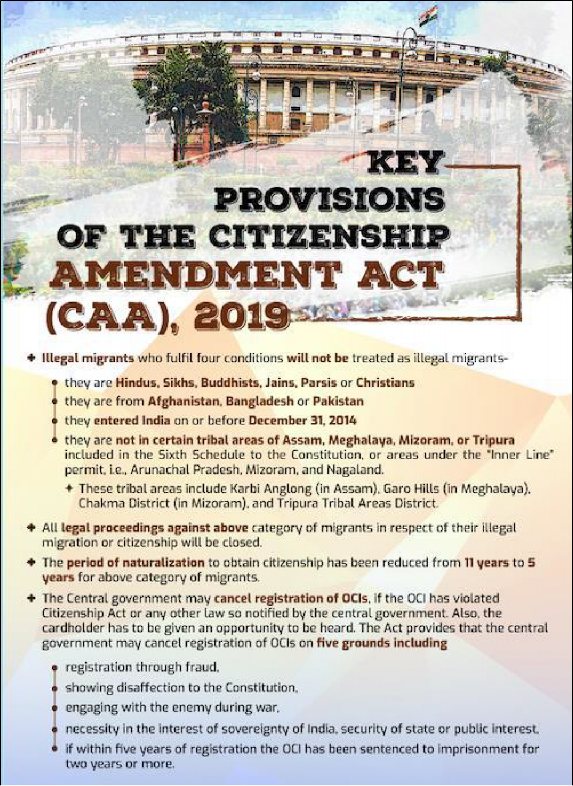 KEY
PROVISIONS
OF THE CITIZENSHIP
AMENDMENT ACT
(CAA), 2019
Illegal migrants who fulfil four conditions will not be treated as illegal migrants-
they are Hindus, Sikhs, Buddhists, Jains, Parsis or Christians
they are from Afghanistan, Bangladesh or Pakistan
they entered India on or before December 31, 2014
they are not in certain tribal areas of Assam, Meghalaya, Mizoram, or Tripura
included in the Sixth Schedule to the Constitution, or areas under the "Inner Line"
permit, i.e., Arunachal Pradesh, Mizoram, and Nagaland.
These tribal areas include Karbi Anglong (in Assam), Garo Hills (in Meghalaya),
Chakma District (in Mizoram), and Tripura Tribal Areas District.
All legal proceedings against above category of migrants in respect of their illegal
migration or citizenship will be closed.
The period of naturalization to obtain citizenship has been reduced from 11 years to 5
years for above category of migrants.
The Central government may cancel registration of OCIs, if the OCI has violated
Citizenship Act or any other law so notified by the central government. Also, the
cardholder has to be given an opportunity to be heard. The Act provides that the central
government may cancel registration of OCIs on five grounds including
registration through fraud,
showing disaffection to the Constitution,
engaging with the enemy during war,
necessity in the interest of sovereignty of India, security of state or public interest,
if within five years of registration the OCI has been sentenced to imprisonment for
two years or more.